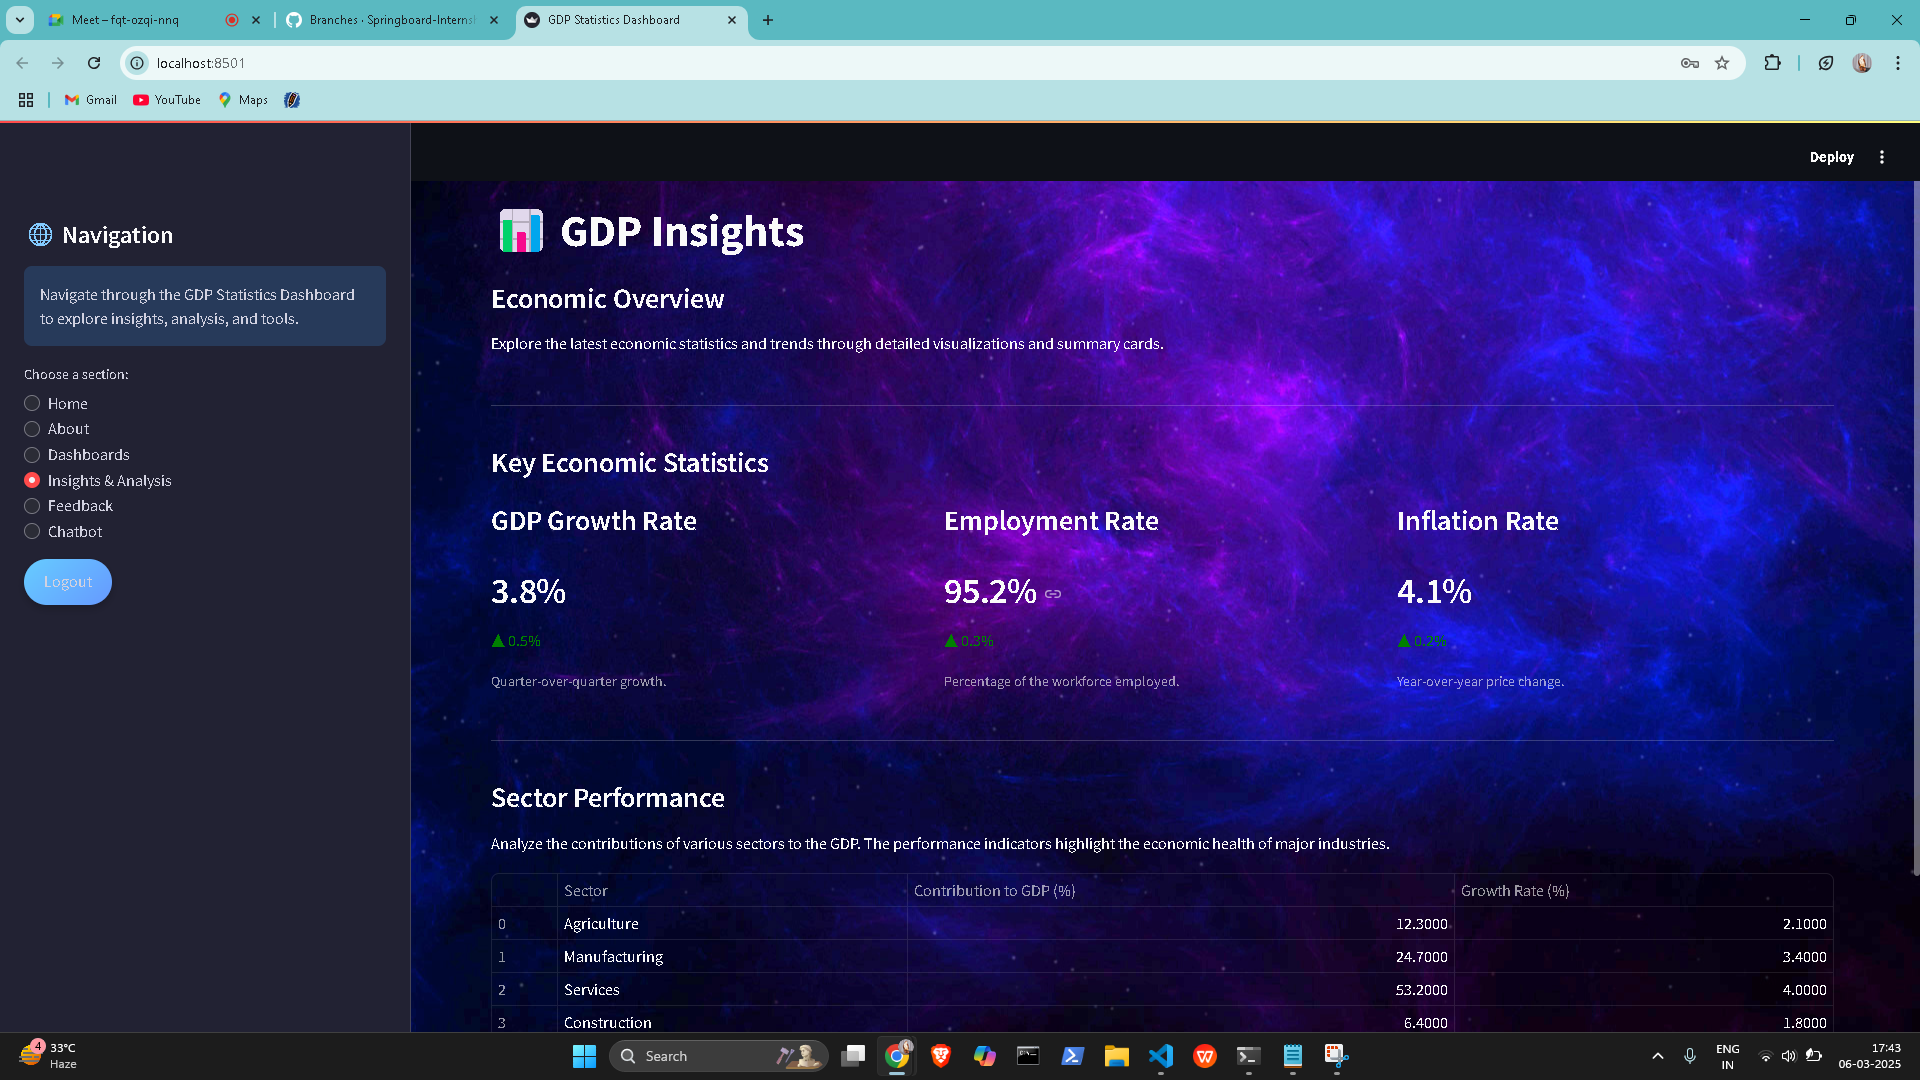 Meet – fqt-ozqi-nnq
Branches · Springboard-Internsh
GDP Statistics Dashboard
localhost:8501
Gmail
YouTube
Maps
Deploy
Navigation
Navigate through the GDP Statistics Dashboard
to explore insights, analysis, and tools.
Choose a section:
Home
About
Dashboards
Insights & Analysis
Feedback
Chatbot
Logout
GDP Insights
Economic Overview
Explore the latest economic statistics and trends through detailed visualizations and summary cards.
Key Economic Statistics
GDP Growth Rate Employment Rate Inflation Rate
3.8% 95.2% 4.1%
▲ 0.5% ▲ 0.3% ▲ 0.2%
Quarter-over-quarter growth. Percentage of the workforce employed. Year-over-year price change.
Sector Performance
Analyze the contributions of various sectors to the GDP. The performance indicators highlight the economic health of major industries.
Sector Contribution to GDP (%) Growth Rate (%)
0 Agriculture 12.3000 2.1000
1 Manufacturing 24.7000 3.4000
2 Services 53.2000 4.0000
3 Construction 6.4000 1.8000
4
33°C
Haze
Search
ENG
IN
17:43
06-03-2025